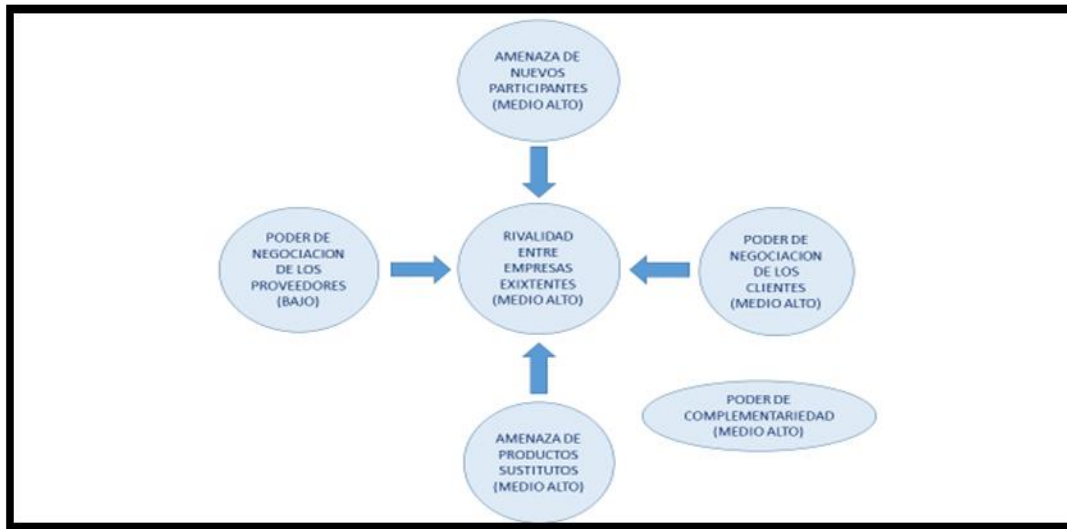 AMENAZA DE
NUEVOS
PARTICIPANTES
(MEDIO ALTO)
PODER DE
NEGOCIACION
DE LOS
PROVEEDORES
(BAJO)
RIVALIDAD
ENTRE
EMPRESAS
EXIXTENTES
(MEDIO ALTO)
PODER DE
NEGOCIACION
DE LOS
CLIENTES
(MEDIO ALTO)
PODER DE
COMPLEMENTARIEDAD
(MEDIO ALTO)
AMENAZA DE
PRODUCTOS
SUSTITUTOS
(MEDIO ALTO)